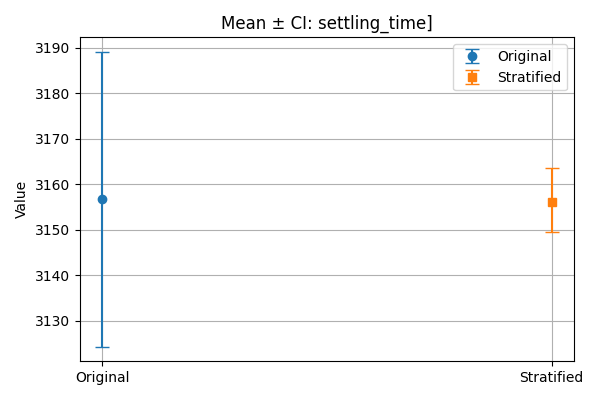 Mean ± CI: settling_time]
Original
Stratified
3190
3180
3170
3160
3150
3140
3130
Value
Original
Stratified